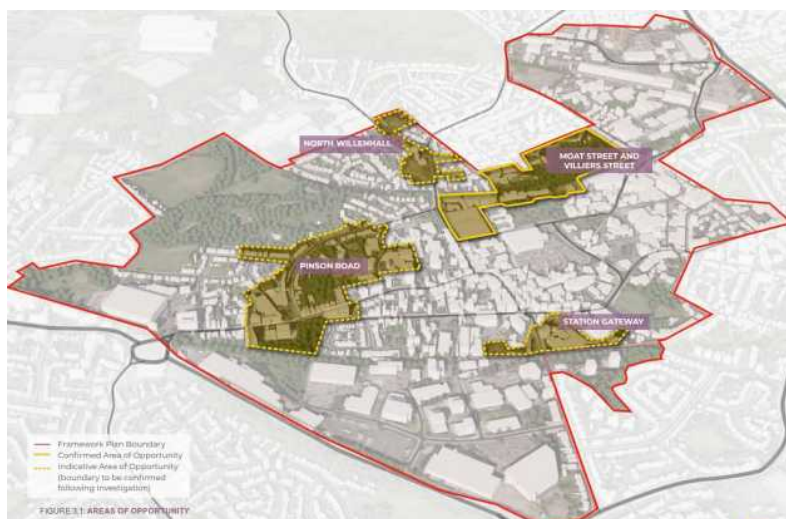 NORTH WILLENHALL
MOAT STREET AND
VILLIERS STREET
PINSON ROAD
STATION GATEWAY
Framework Plan Boundary
Confirmed Area of Opportunity
Indicative Area of Opportunity
(boundary to be confirmed
following investigation)
FIGURE 3.1: AREAS OF OPPORTUNITY